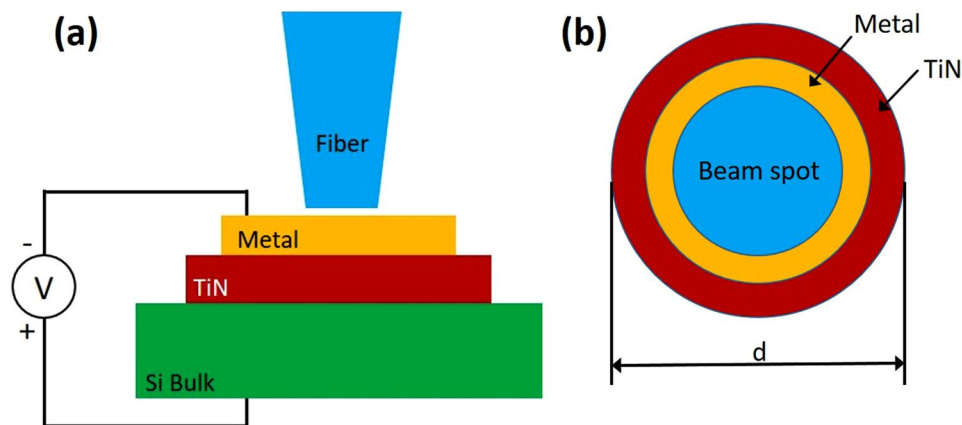 (a)
Fiber
Metal
TiN
Si Bulk
-
V
+
(b)
Metal
TiN
Beam spot
d